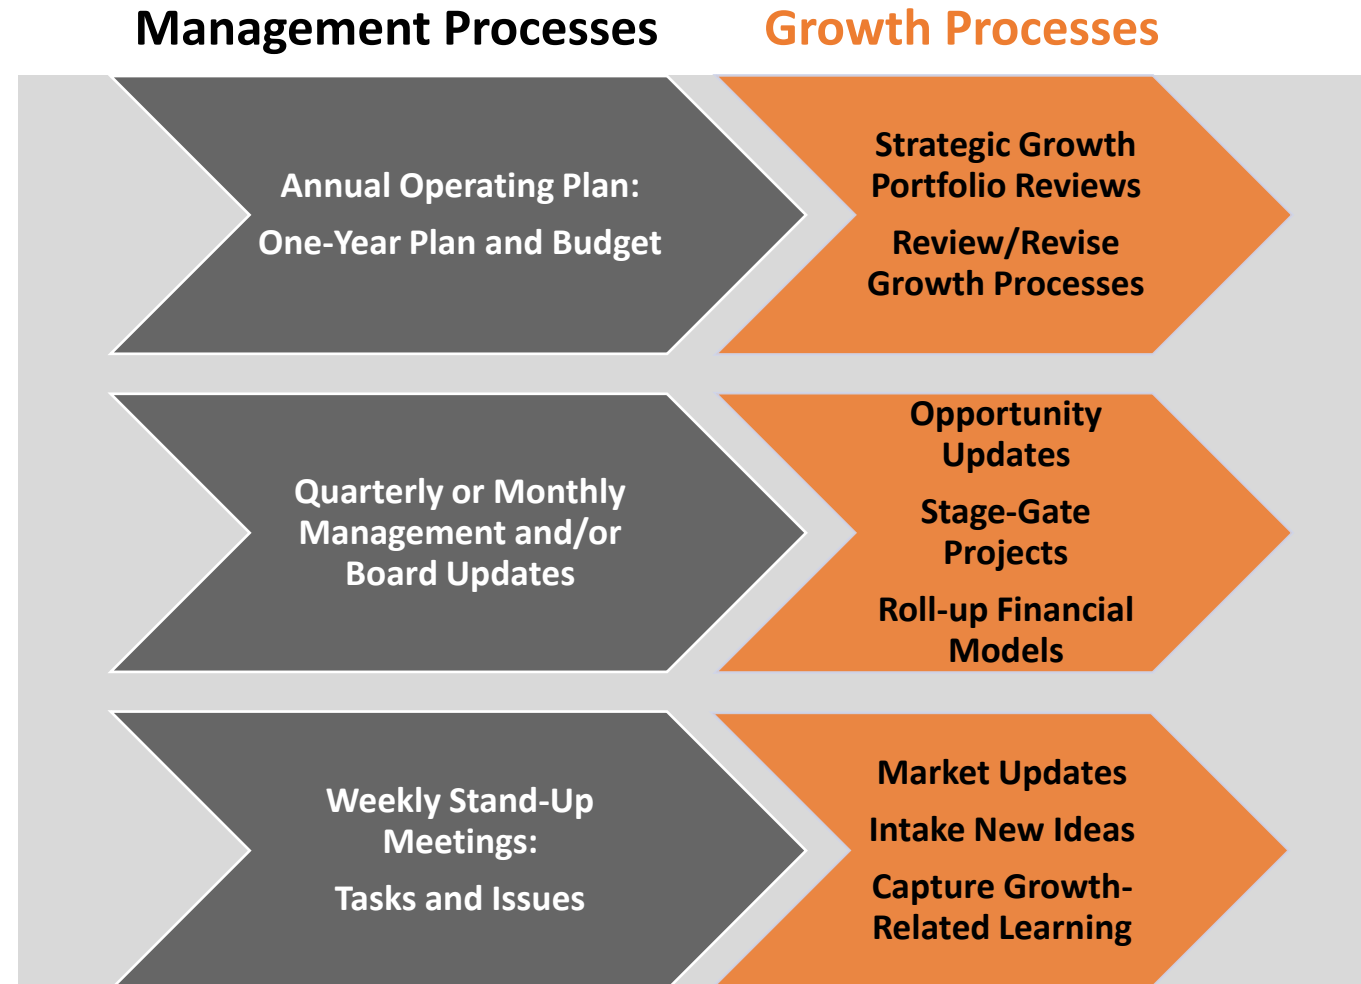 Management Processes
Growth Processes
Annual Operating Plan:
One-Year Plan and Budget
Strategic Growth
Portfolio Reviews
Review/Revise
Growth Processes
Quarterly or Monthly
Management and/or
Board Updates
Opportunity
Updates
Stage-Gate
Projects
Roll-up Financial
Models
Weekly Stand-Up
Meetings:
Tasks and Issues
Market Updates
Intake New Ideas
Capture Growth-
Related Learning